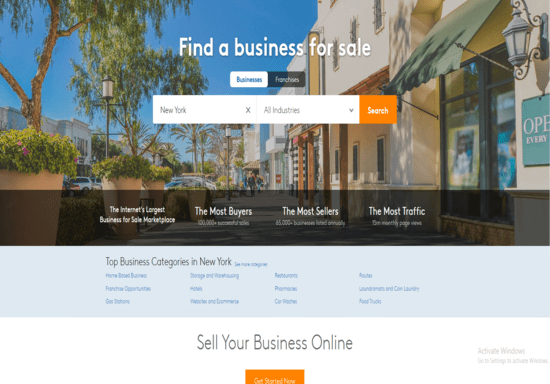 Find a business for sale
Businesses
Franchises
New York
X
All Industries
Search
OPE
EVERY
The Internet's Largest
Business for Sale Marketplace
The Most Buyers
100,000+ successful sales
The Most Sellers
65,000+ businesses listed annually
The Most Traffic
10m monthly page views
Top Business Categories in New York See more categories
Home Based Business
Storage and Warehousing
Restaurants
Routes
Franchise Opportunities
Hotels
Pharmacies
Laundromats and Coin Laundry
Gas Stations
Websites and Ecommerce
Car Washes
Food Trucks
Sell Your Business Online
Get Started Now
Activate Windows
Go to Settings to activate Windows.